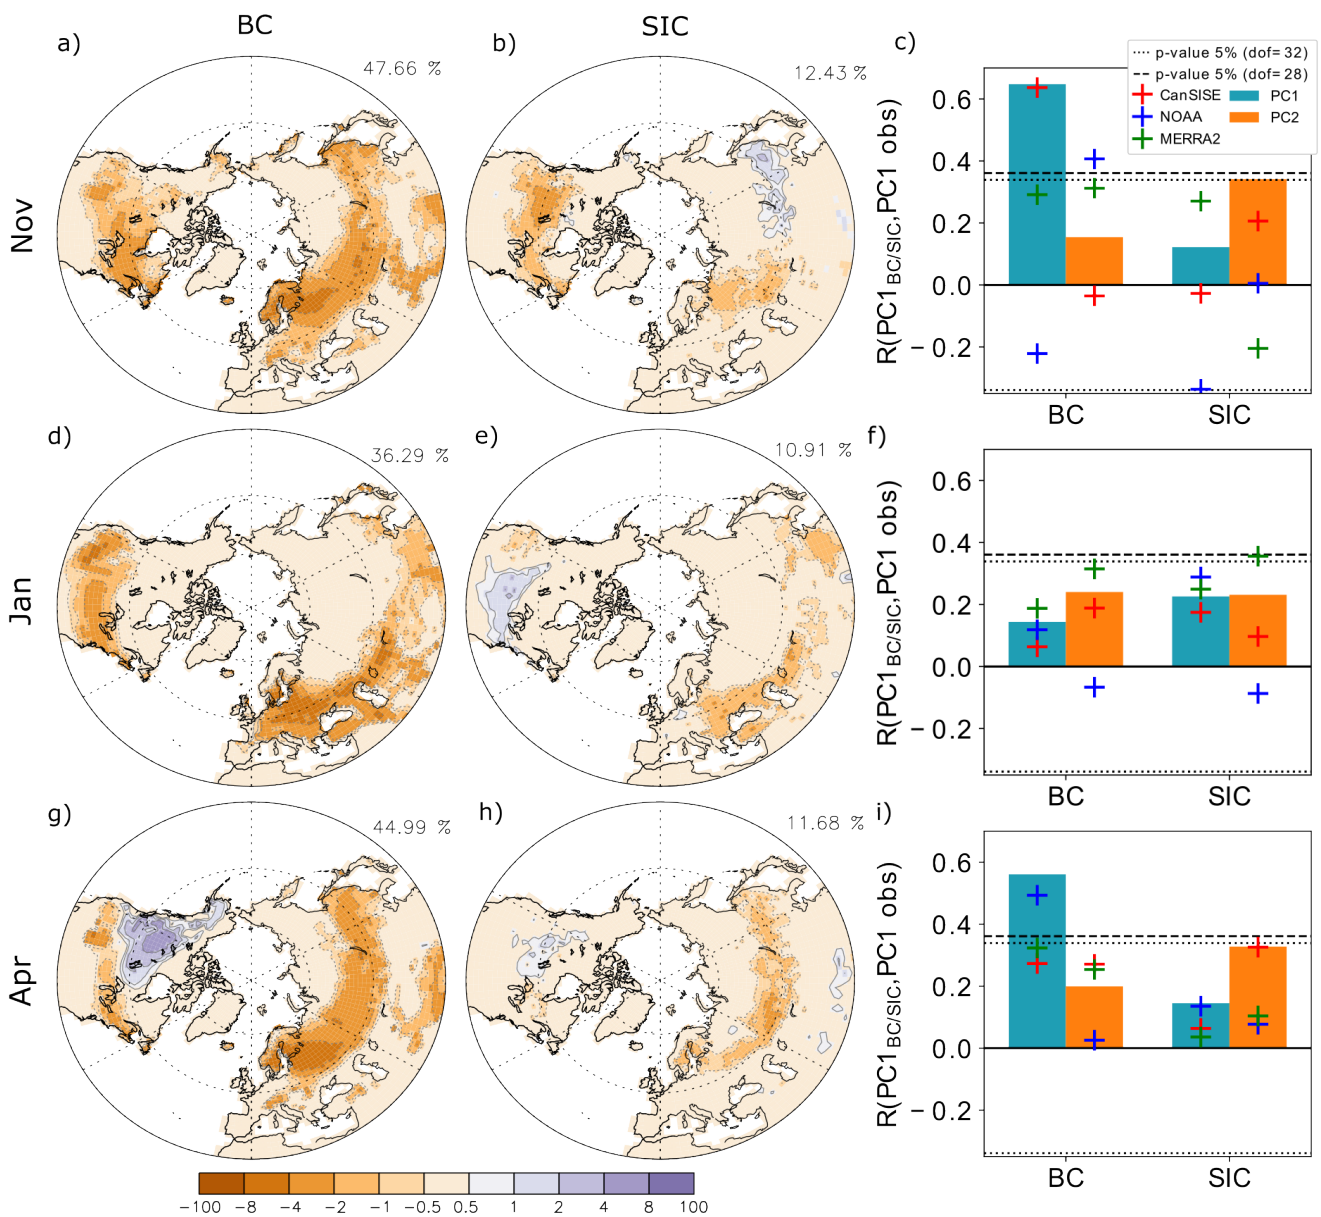 BC
SIC
a)
47.66 %
b)
12.43 %
c)
p-value 5% (dof= 32)
p-value 5% (dof= 28)
CanSISE
PC1
NOAA
PC2
MERRA2
Nov
R(PC1BC/SIC,PC1 obs)
0.6
0.4
0.2
0.0
−0.2
BC
SIC
d)
36.29 %
e)
10.91 %
f)
Jan
R(PC1BC/SIC,PC1 obs)
0.6
0.4
0.2
0.0
−0.2
BC
SIC
g)
44.99 %
h)
11.68 %
i)
Apr
R(PC1BC/SIC,PC1 obs)
0.6
0.4
0.2
0.0
−0.2
BC
SIC
−100 −8 −4 −2 −1 −0.5 0.5 1 2 4 8 100